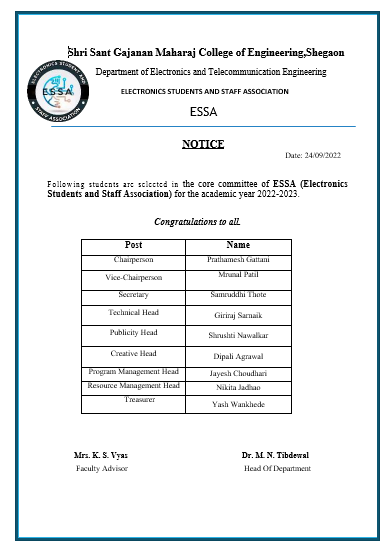 Shri Sant Gajanan Maharaj College of Engineering,Shegaon
Department of Electronics and Telecommunication Engineering
ELECTRONICS STUDENTS AND STAFF ASSOCIATION
ESSA
ELECTRONICS STUDENT AND
ESSA
STAFF ASSOCIATION
NOTICE
Date: 24/09/2022
Following students are selected in the core committee of ESSA (Electronics
Students and Staff Association) for the academic year 2022-2023.
Congratulations to all.
Post Name
Chairperson Prathamesh Gattani
Vice-Chairperson Mrunal Patil
Secretary Samruddhi Thote
Technical Head Giriraj Sarnaik
Publicity Head Shrushti Nawalkar
Creative Head Dipali Agrawal
Program Management Head Jayesh Choudhari
Resource Management Head Nikita Jadhao
Treasurer Yash Wankhede
Mrs. K. S. Vyas Dr. M. N. Tibdewal
Faculty Advisor Head Of Department